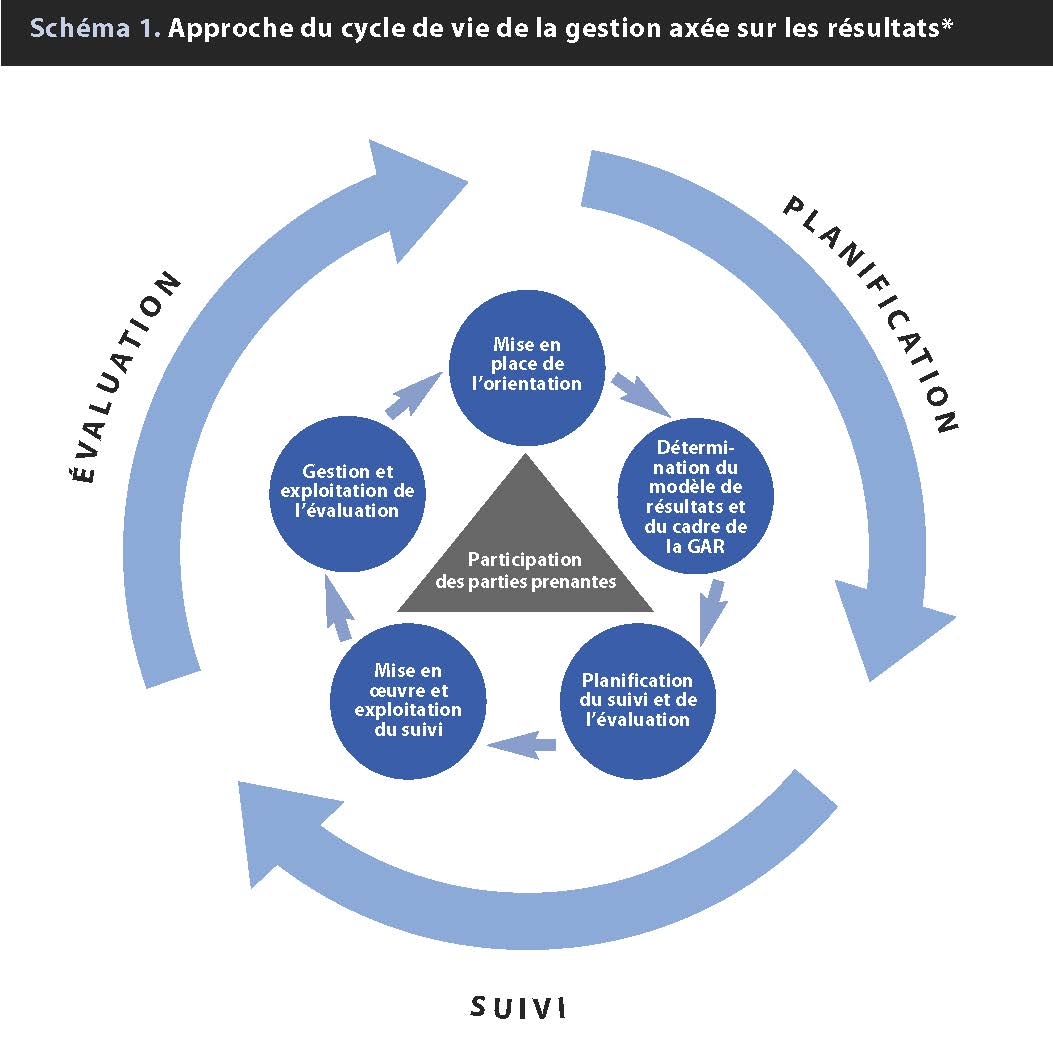 Schéma 1. Approche du cycle de vie de la gestion axée sur les résultats*
PLANIFICATION
ÉVALUATION
Mise en
place de
l’orientation
Détermi-
nation du
modèle de
résultats et
du cadre de
la GAR
Gestion et
exploitation de
l’évaluation
Participation
des parties prenantes
Mise en
œuvre et
exploitation
du suivi
Planification
du suivi et de
l’évaluation
SUIVI